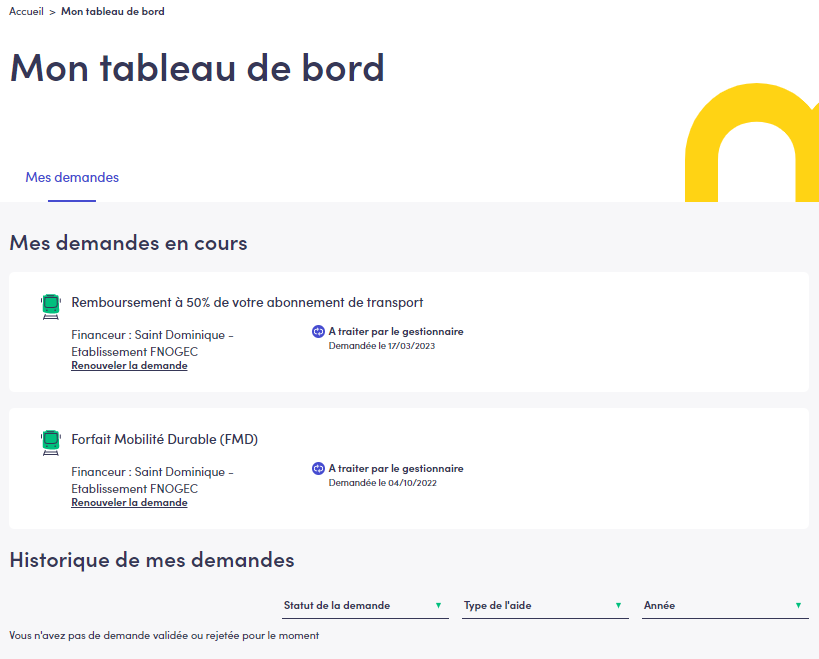 Accueil > Mon tableau de bord
Mon tableau de bord
Mes demandes
Mes demandes en cours
Remboursement à 50% de votre abonnement de transport
Financeur : Saint Dominique -
Etablissement FNOGEC
Renouveler la demande
A traiter par le gestionnaire
Demandée le 17/03/2023
Forfait Mobilité Durable (FMD)
Financeur : Saint Dominique -
Etablissement FNOGEC
Renouveler la demande
A traiter par le gestionnaire
Demandée le 04/10/2022
Historique de mes demandes
Statut de la demande
Type de l'aide
Année
Vous n'avez pas de demande validée ou rejetée pour le moment